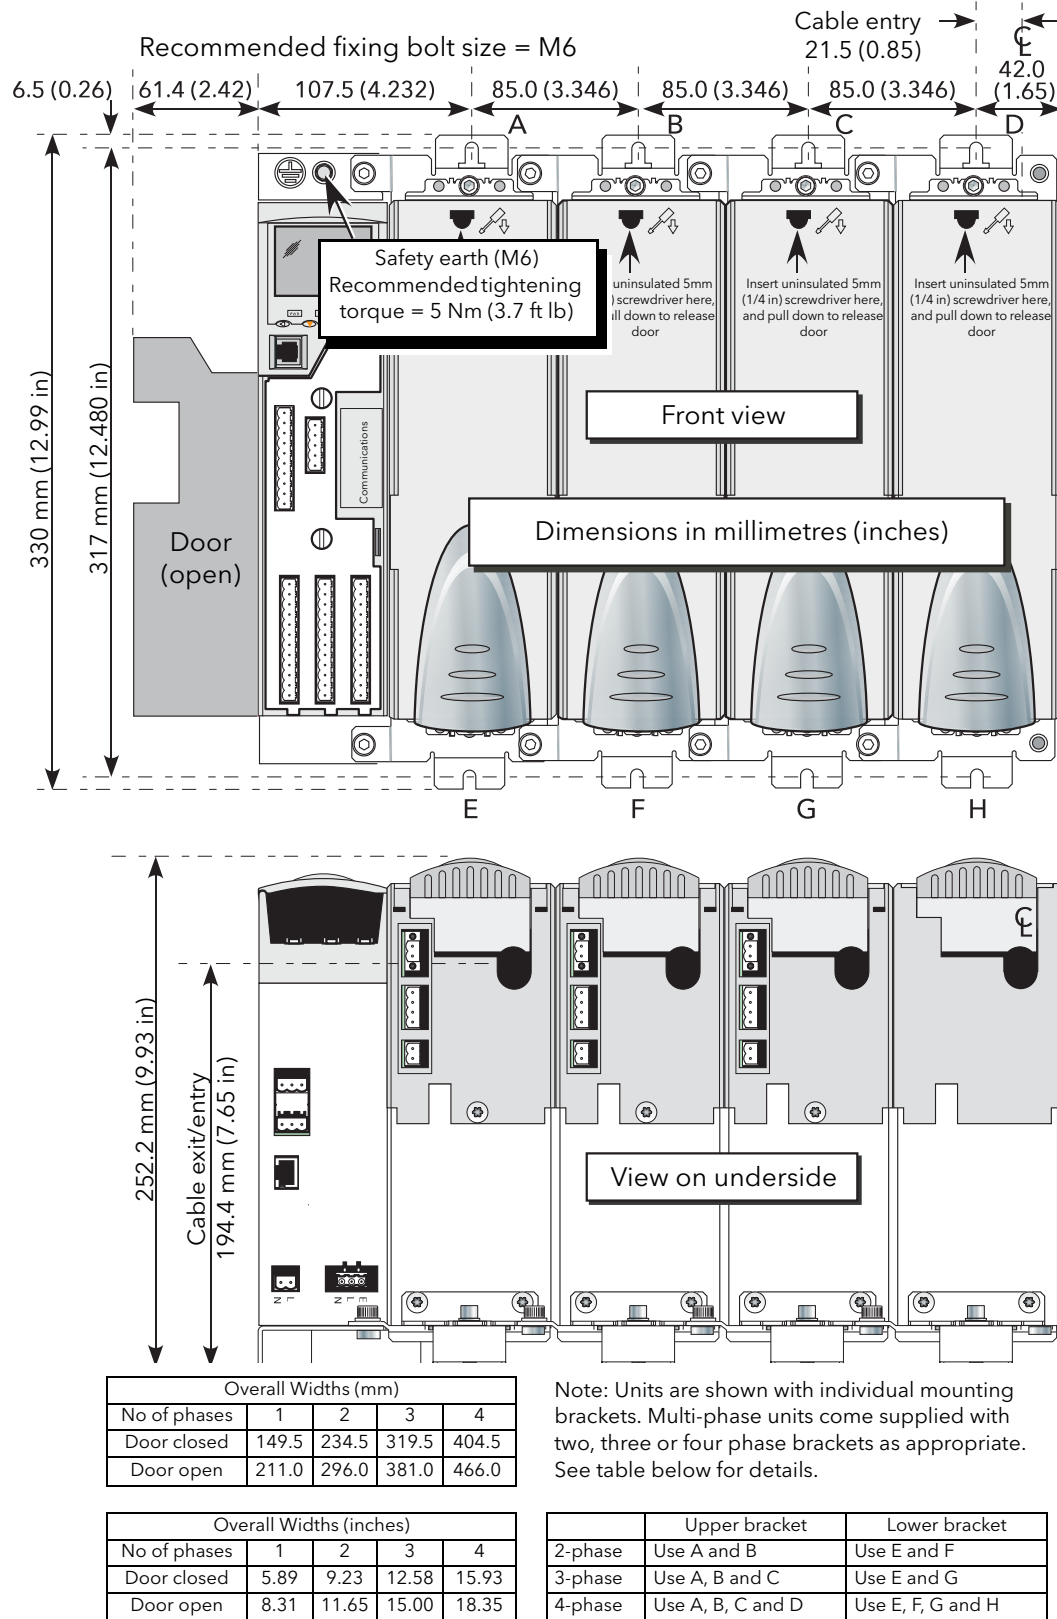 Cable entry
21.5 (0.85)
Recommended fixing bolt size = M6
℄
6.5 (0.26) 61.4 (2.42) 107.5 (4.232) 85.0 (3.346) 85.0 (3.346) 85.0 (3.346) 42.0
(1.65)
A B C D
Safety earth (M6)
Recommended tightening
torque = 5 Nm (3.7 ft lb)
uninsulated 5mm
) screwdriver here,
ll down to release
door
Insert uninsulated 5mm
(1/4 in) screwdriver here,
and pull down to release
door
Insert uninsulated 5mm
(1/4 in) screwdriver here,
and pull down to release
door
330 mm (12.99 in)
317 mm (12.480 in)
Communications
Front view
Dimensions in millimetres (inches)
Door
(open)
E F G H
℄
252.2 mm (9.93 in)
Cable exit/entry
194.4 mm (7.65 in)
View on underside
N L
N L E
Overall Widths (mm)
No of phases 1 2 3 4
Door closed 149.5 234.5 319.5 404.5
Door open 211.0 296.0 381.0 466.0
Note: Units are shown with individual mounting
brackets. Multi-phase units come supplied with
two, three or four phase brackets as appropriate.
See table below for details.
Overall Widths (inches)
No of phases 1 2 3 4
Door closed 5.89 9.23 12.58 15.93
Door open 8.31 11.65 15.00 18.35
Upper bracket Lower bracket
2-phase Use A and B Use E and F
3-phase Use A, B and C Use E and G
4-phase Use A, B, C and D Use E, F, G and H